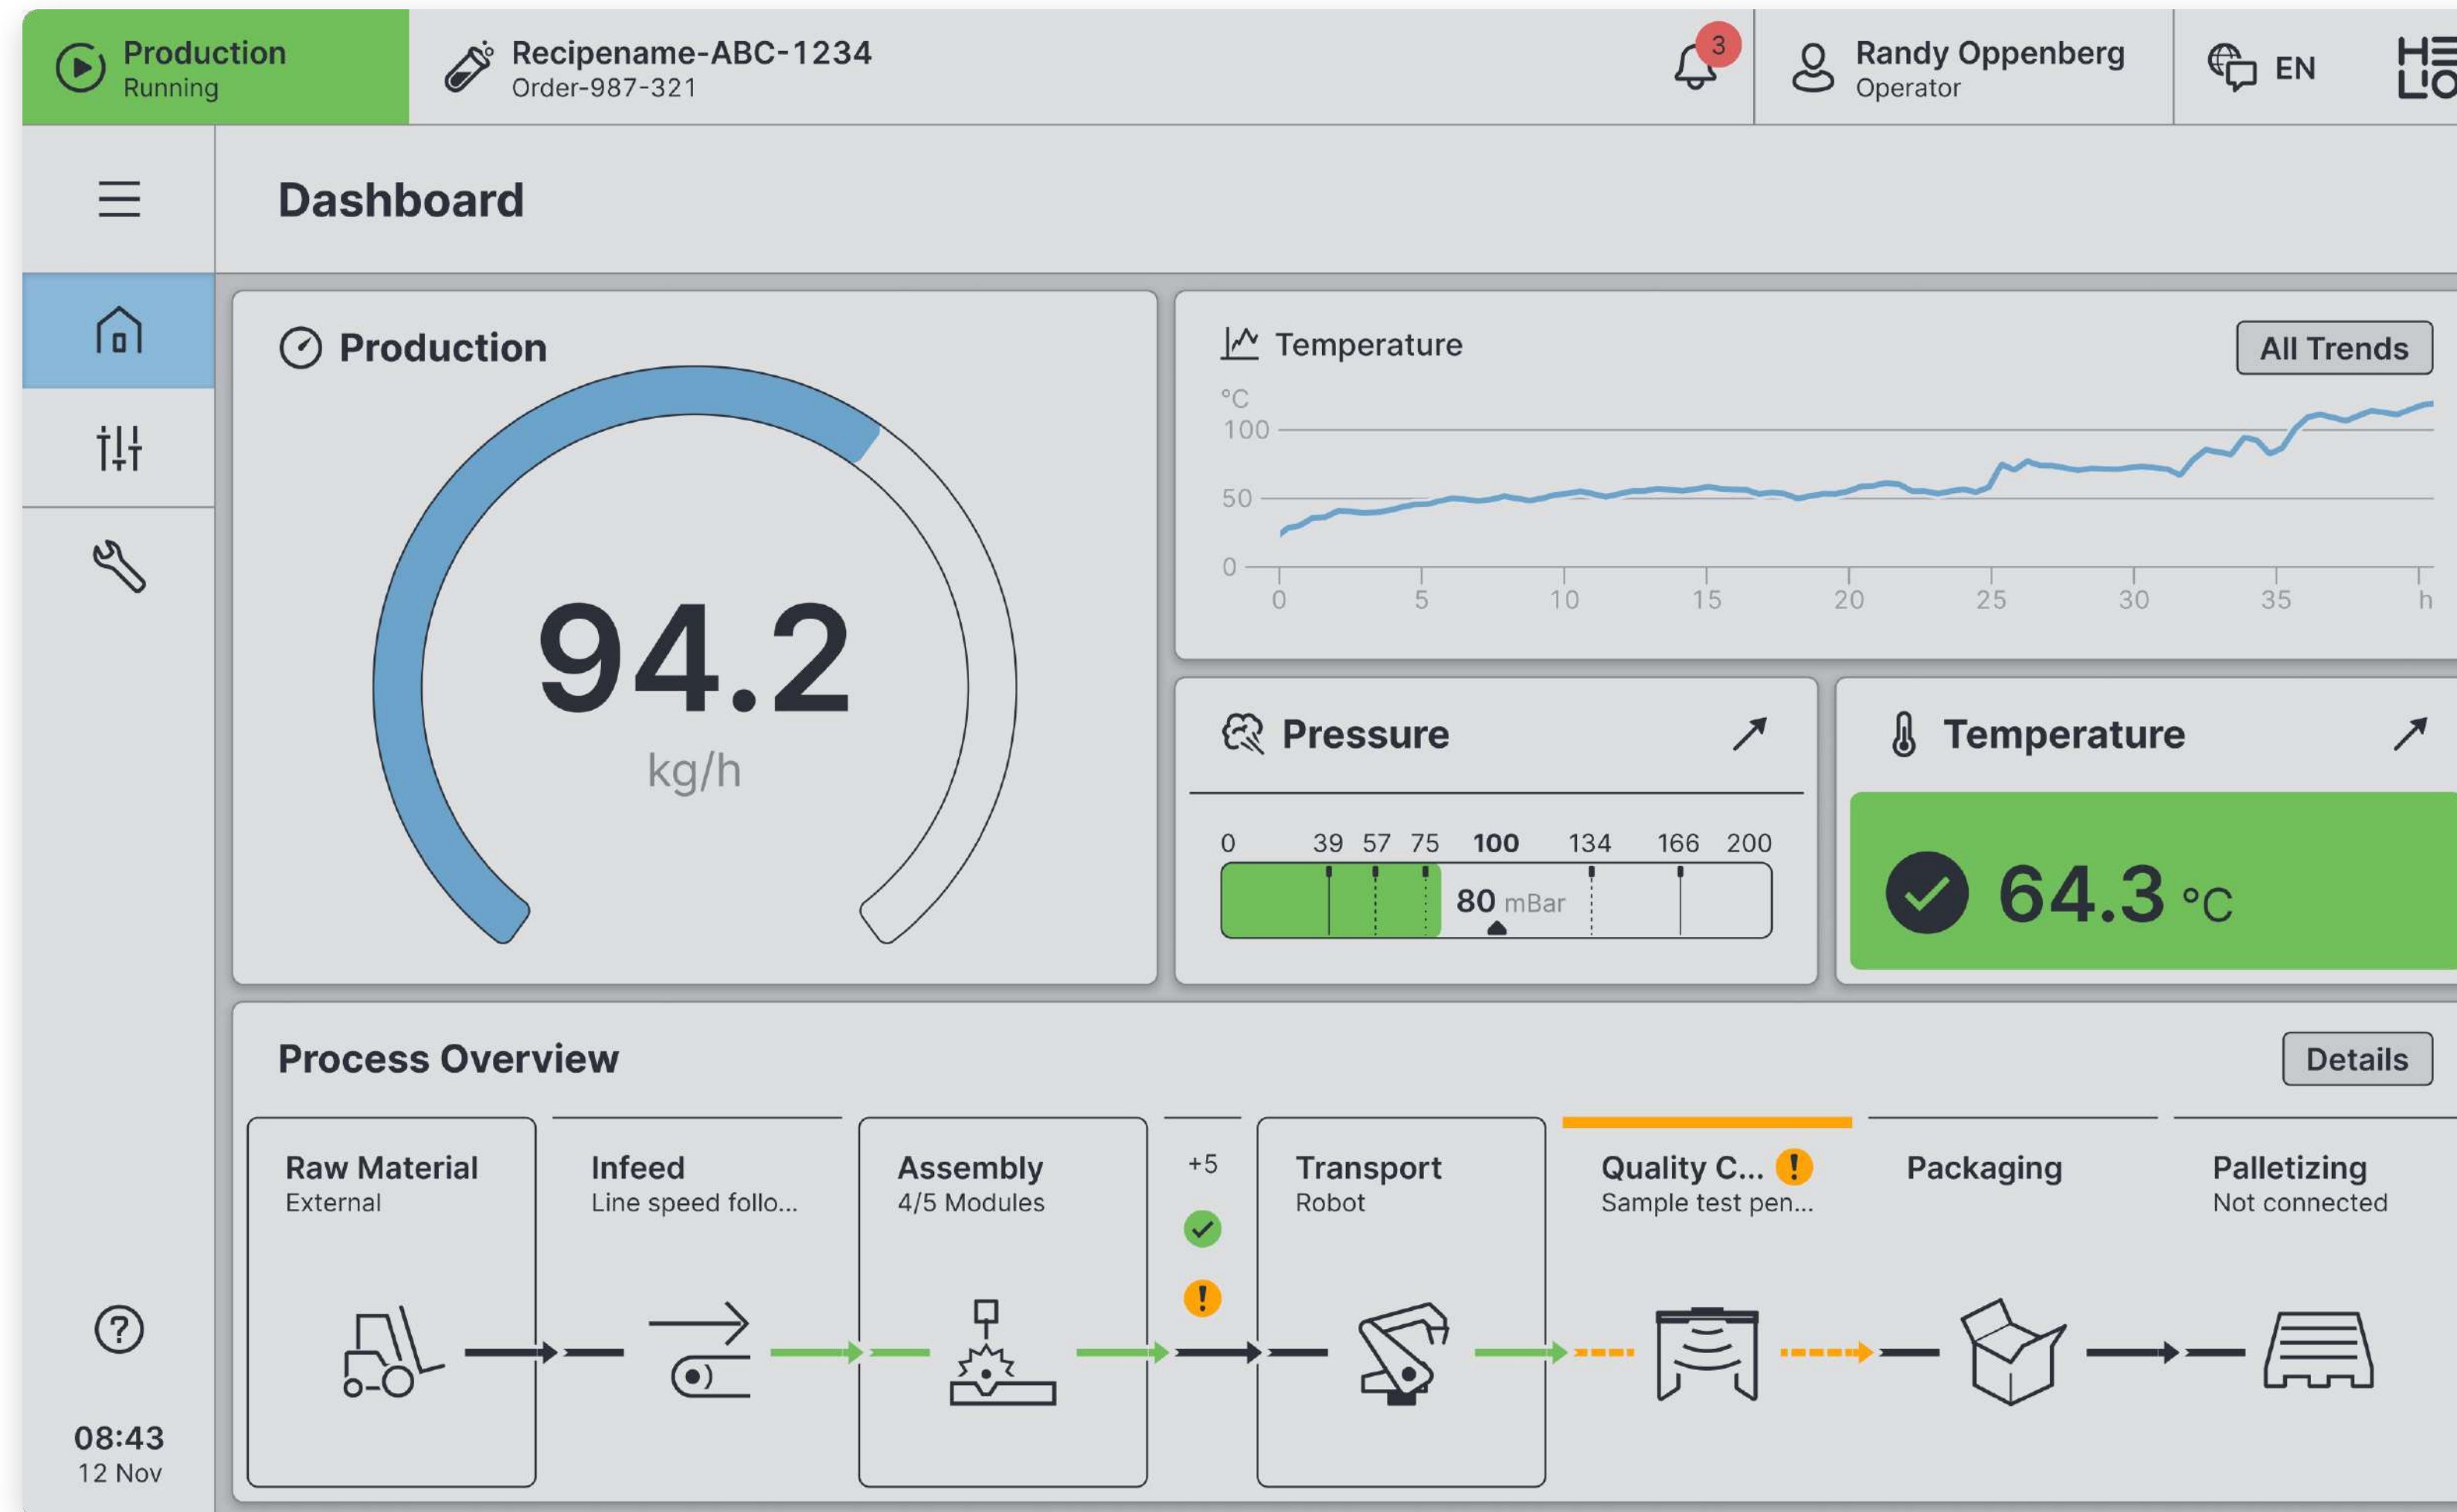 Production
Running
Recipename-ABC-1234
Order-987-321
3
Randy Oppenberg
Operator
EN
Dashboard
Production
94.2
kg/h
Temperature
All Trends
°C
100
50
0
0 5 10 15 20 25 30 35 h
Pressure
0 39 57 75 100 134 166 200
80 mBar
Temperature
64.3 °C
Process Overview
Details
Raw Material
External
Infeed
Line speed follo...
Assembly
4/5 Modules
+5
Transport
Robot
Quality C...
Sample test pen...
Packaging
Palletizing
Not connected
08:43
12 Nov